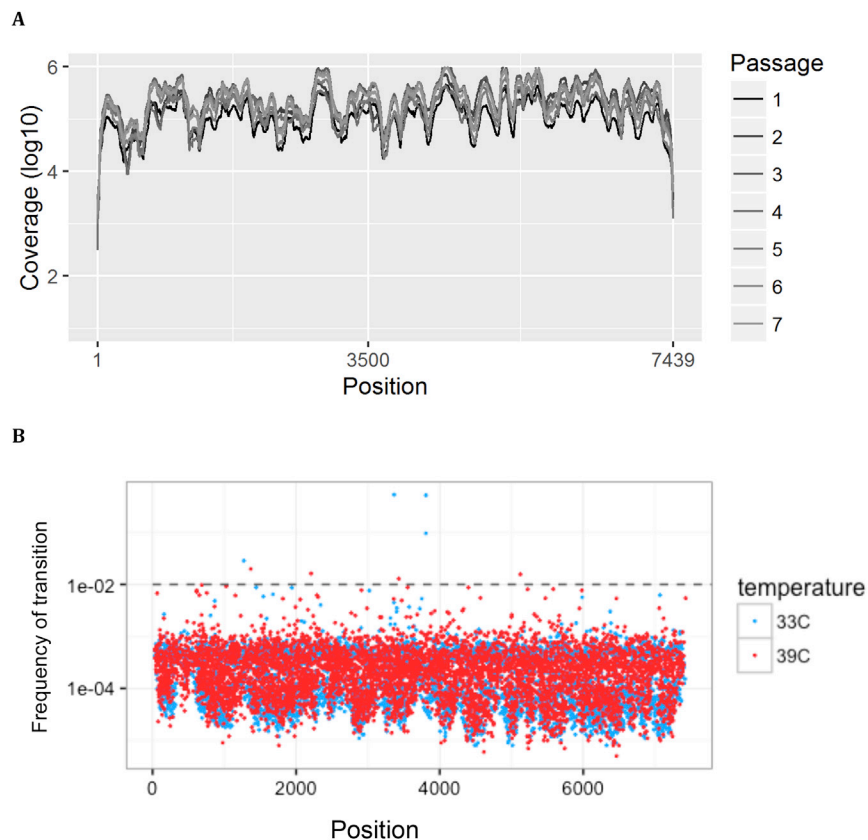 A
Coverage (log10)
6
4
2
1
3500
7439
Position
Passage
1
2
3
4
5
6
7
B
Frequency of transition
1e-02
1e-04
0
2000
4000
6000
Position
temperature
33C
39C